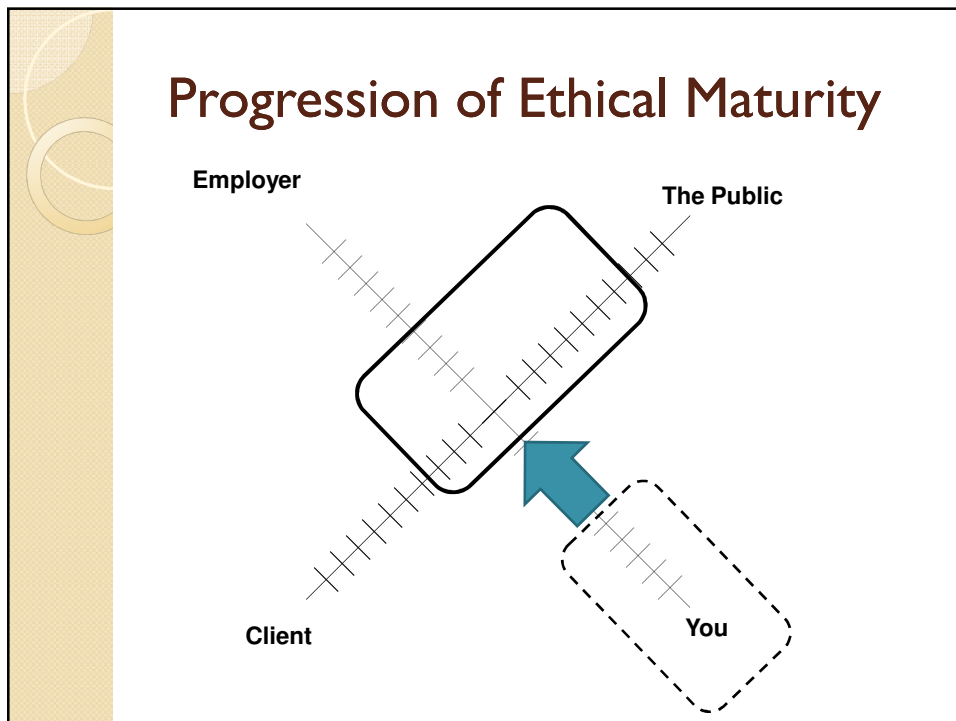 Progression of Ethical Maturity
Employer
The Public
Client
You